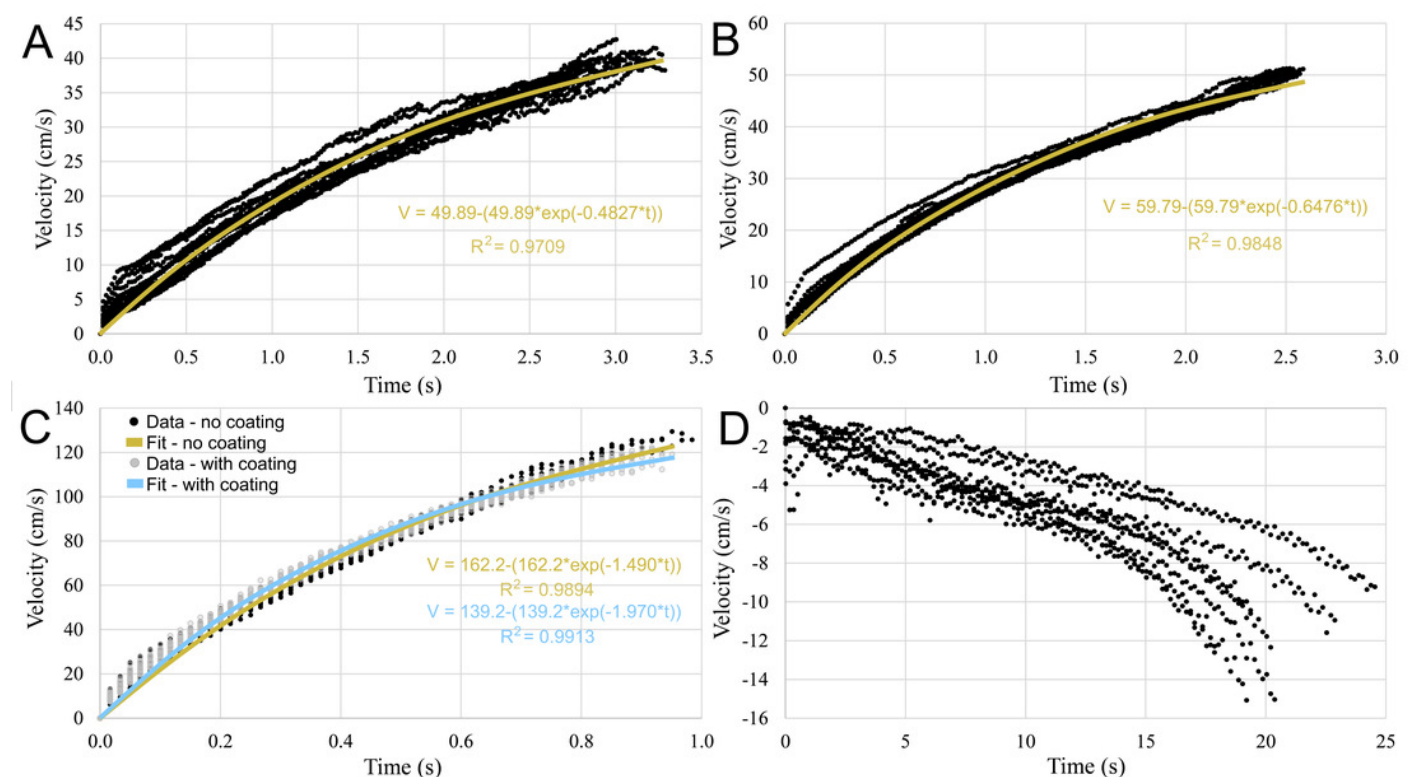 A
Velocity (cm/s)
45
40
35
30
25
20
15
10
5
0
V = 49.89-(49.89*exp(-0.4827*t))
R² = 0.9709
0.0 0.5 1.0 1.5 2.0 2.5 3.0 3.5
Time (s)
B
Velocity (cm/s)
60
50
40
30
20
10
0
V = 59.79-(59.79*exp(-0.6476*t))
R² = 0.9848
0.0 0.5 1.0 1.5 2.0 2.5 3.0
Time (s)
C
Velocity (cm/s)
140
120
100
80
60
40
20
0
Data - no coating
Fit - no coating
Data - with coating
Fit - with coating
V = 162.2-(162.2*exp(-1.490*t))
R² = 0.9894
V = 139.2-(139.2*exp(-1.970*t))
R² = 0.9913
0.0 0.2 0.4 0.6 0.8 1.0
Time (s)
D
Velocity (cm/s)
0
-2
-4
-6
-8
-10
-12
-14
-16
0 5 10 15 20 25
Time (s)